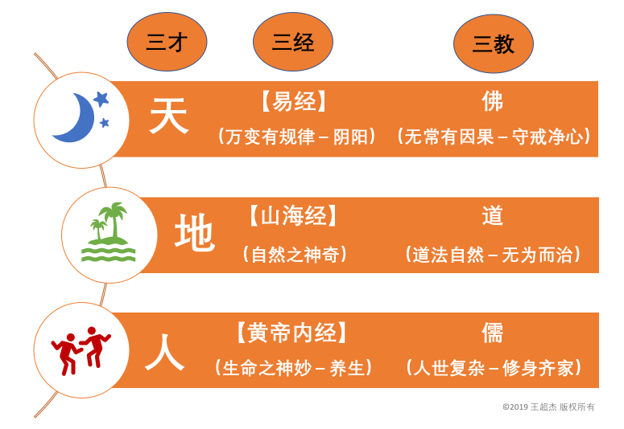 三才 三经 三教
天 【易经】 佛
（万变有规律－阴阳） （无常有因果－守戒净心）
地 【山海经】 道
（自然之神奇） （道法自然－无为而治）
人 【黄帝内经】 儒
（生命之神妙－养生） （人世复杂－修身齐家）
©2019 王超杰 版权所有